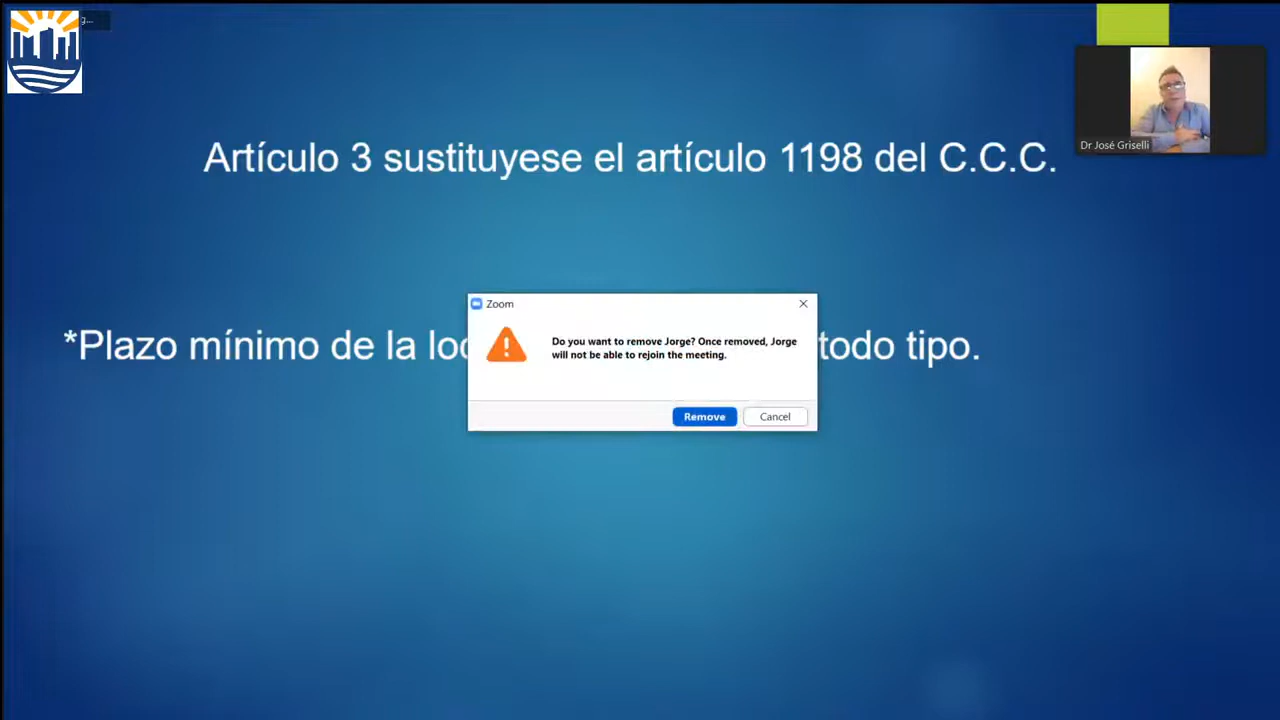 g...
Dr José Griselli
Artículo 3 sustituyese el artículo 1198 del C.C.C.
Zoom
Do you want to remove Jorge? Once removed, Jorge
will not be able to rejoin the meeting.
Remove Cancel
*Plazo mínimo de la todo tipo.